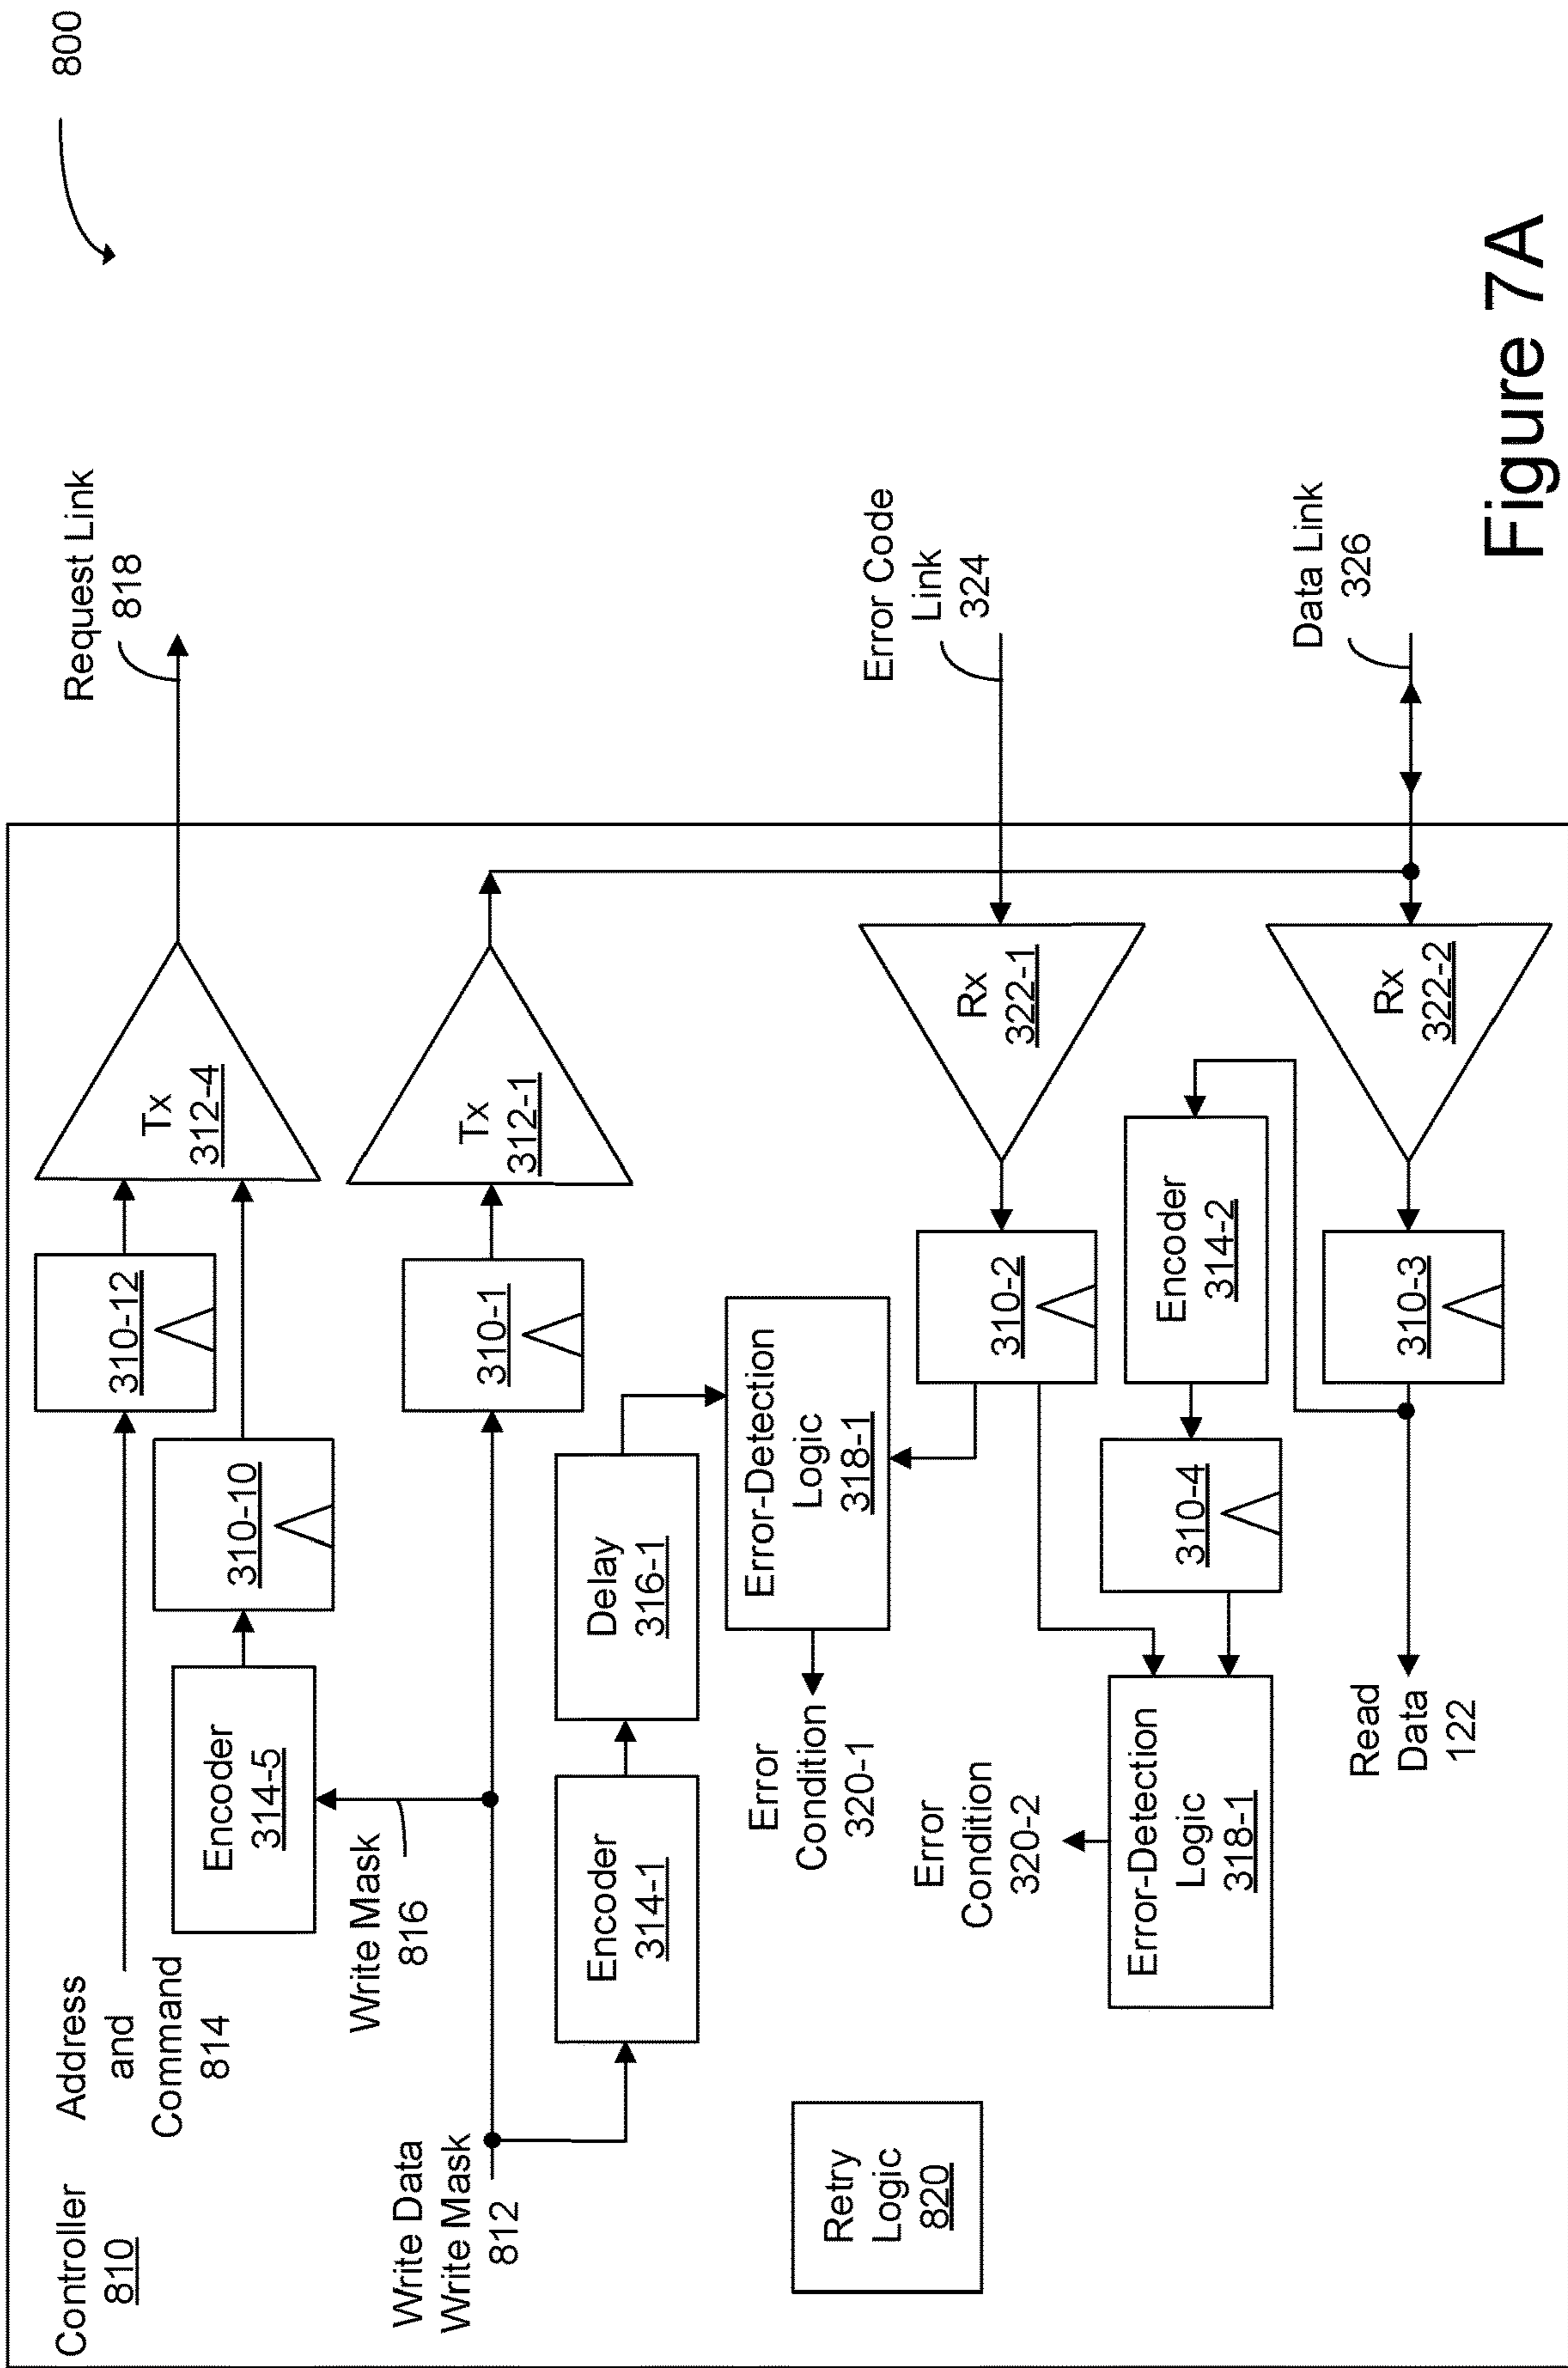 800
Controller
810
Address
and
Command
814
Request Link
818
310-12
Tx
312-4
310-10
Encoder
314-5
Write Mask
816
Write Data
Write Mask
812
310-1
Tx
312-1
Encoder
314-1
Delay
316-1
Error-Detection
Logic
318-1
Error
Condition
320-1
Error Code
Link
324
Rx
322-1
310-2
Retry
Logic
820
Error
Condition
320-2
Error-Detection
Logic
318-1
310-4
Encoder
314-2
Data Link
326
Rx
322-2
310-3
Read
Data
122
Figure 7A